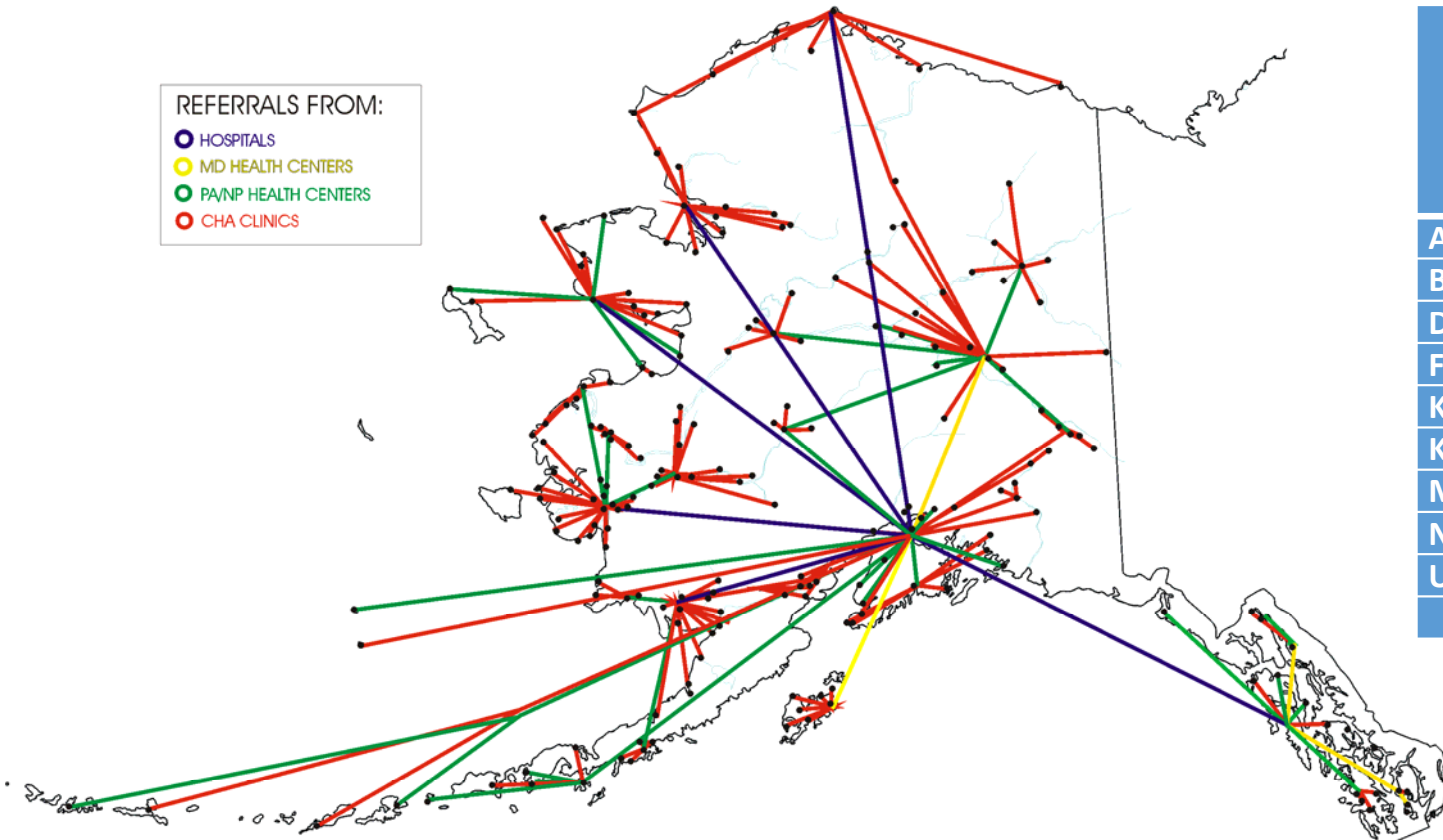 REFERRALS FROM:
HOSPITALS
MD HEALTH CENTERS
PA/NP HEALTH CENTERS
CHA CLINICS
A
B
D
F
K
K
N
U